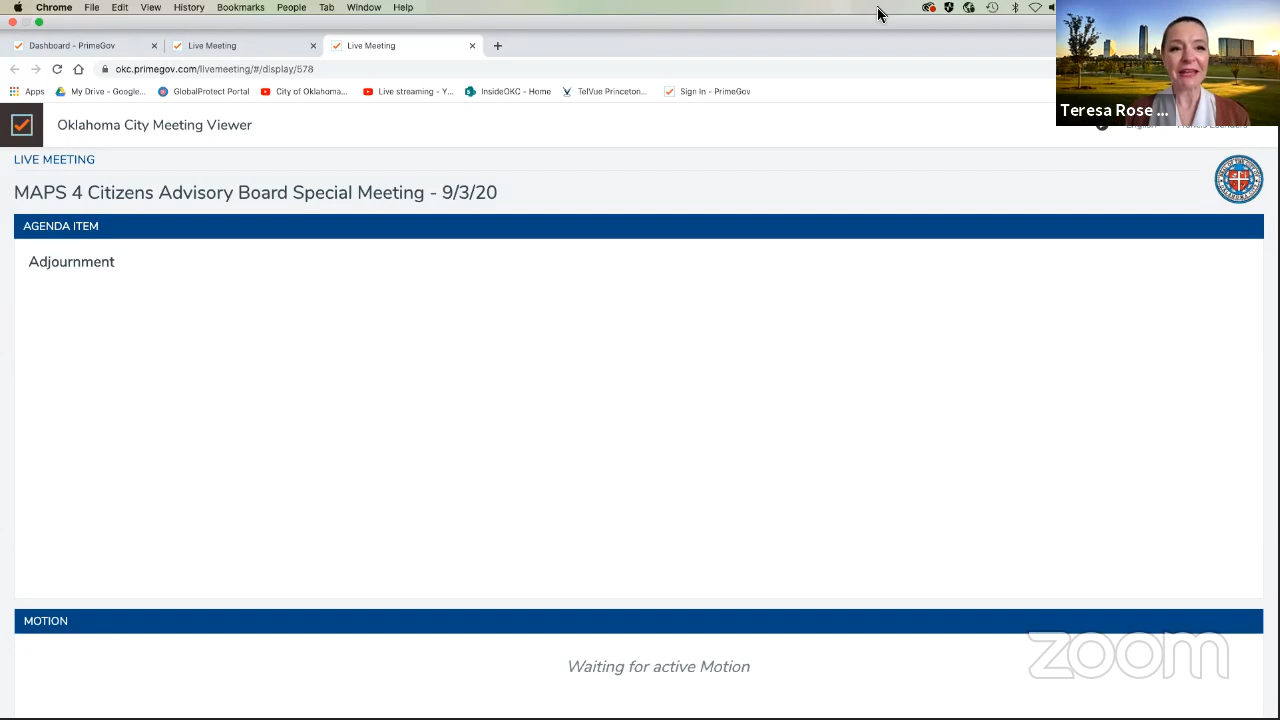 Chrome File Edit View History Bookmarks People Tab Window Help
Dashboard - PrimeGov Live Meeting Live Meeting
okc.primegov.com/livemeeting/#/display/578
Apps My Drive - Google... GlobalProtect Portal City of Oklahoma... Live streaming - Y... InsideOKC - Home TelVue Princeton... Sign In - PrimeGov
Teresa Rose ...
Oklahoma City Meeting Viewer
LIVE MEETING
MAPS 4 Citizens Advisory Board Special Meeting - 9/3/20
AGENDA ITEM
Adjournment
MOTION
Waiting for active Motion
zoom